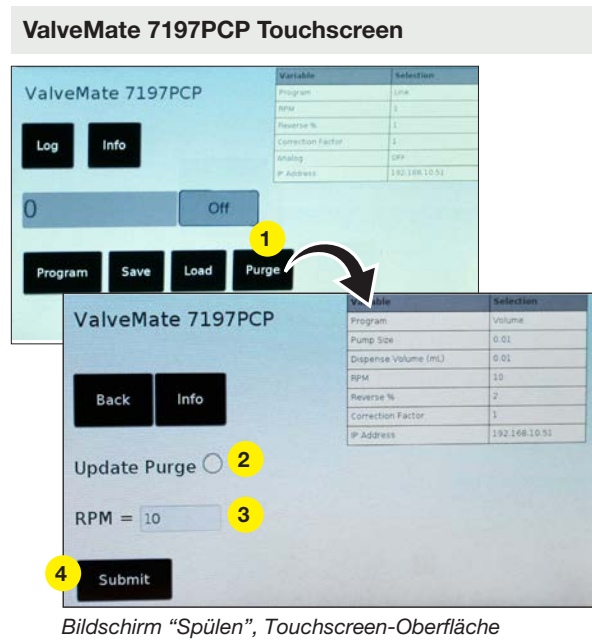 ValveMate 7197PCP Touchscreen
ValveMate 7197PCP
Variable Selection
Program Line
RPM 1
Reverse % 1
Correction Factor 1
Analog OFF
IP Address 192.168.10.51
Log Info
0 Off
1
Program Save Load Purge
ValveMate 7197PCP
Selection
Program Volume
Pump Size 0.01
Dispense Volume (mL) 0.01
RPM 10
Reverse % 2
Correction Factor 1
IP Address 192.168.10.51
Back Info
Update Purge 2
RPM = 10 3
4 Submit
Bildschirm “Spülen”, Touchscreen-Oberfläche